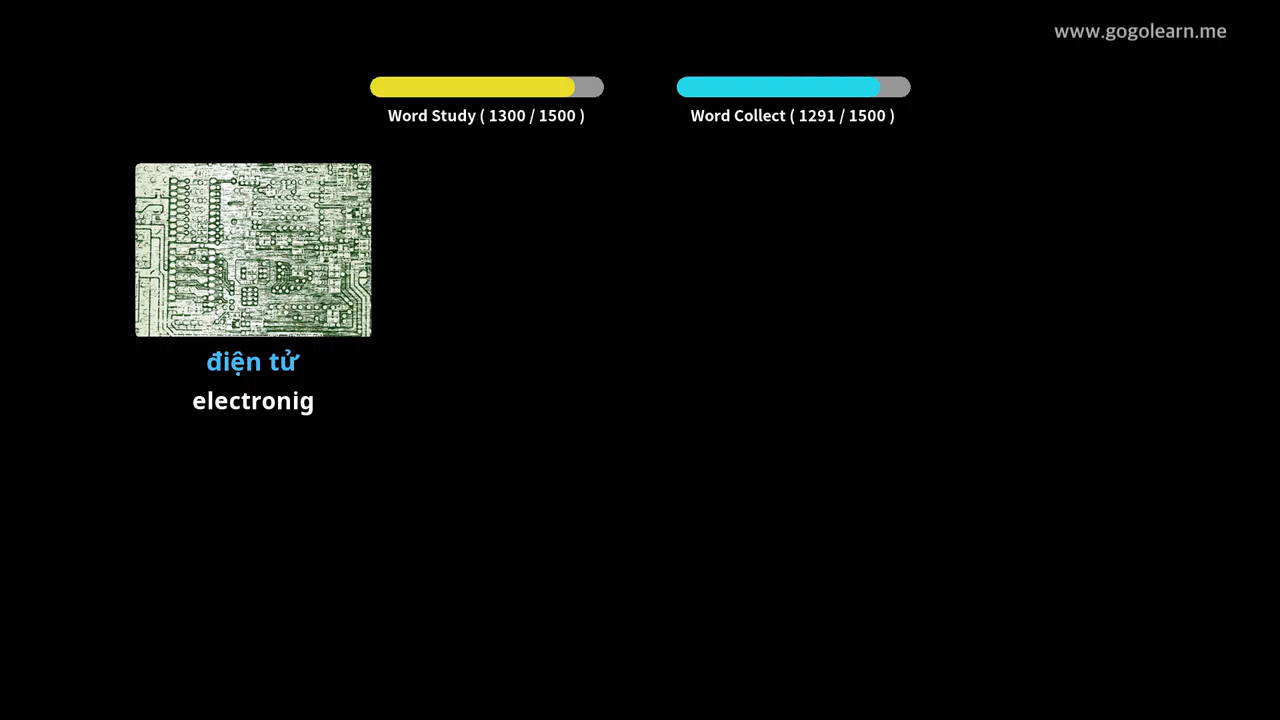 www.gogolearn.me
Word Study ( 1300 / 1500 )
Word Collect ( 1291 / 1500 )
điện tử
electronig